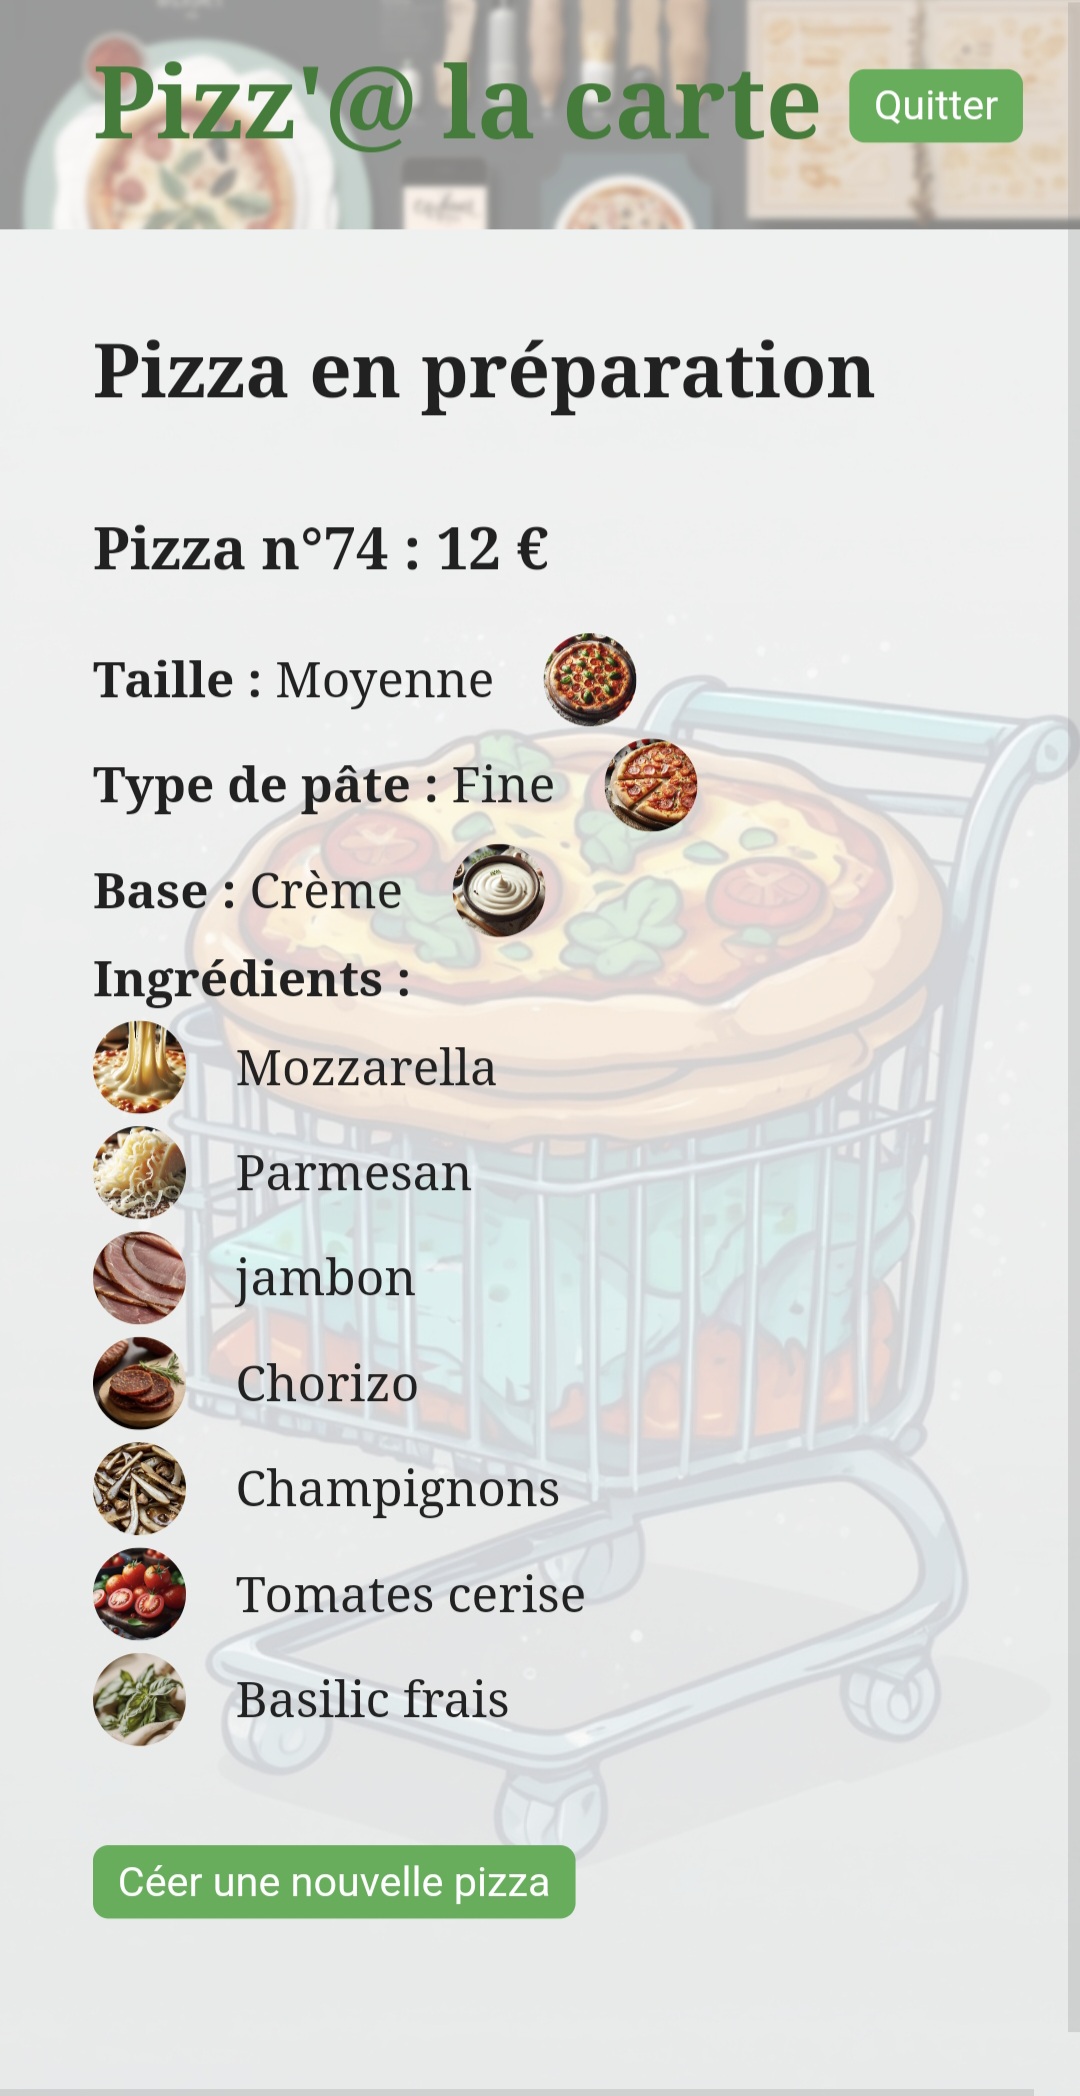 Pizz'@ la carte
Quitter
Pizza en préparation
Pizza n°74 : 12 €
Taille : Moyenne
Type de pâte : Fine
Base : Crème
Ingrédients :
Mozzarella
Parmesan
jambon
Chorizo
Champignons
Tomates cerise
Basilic frais
Céer une nouvelle pizza